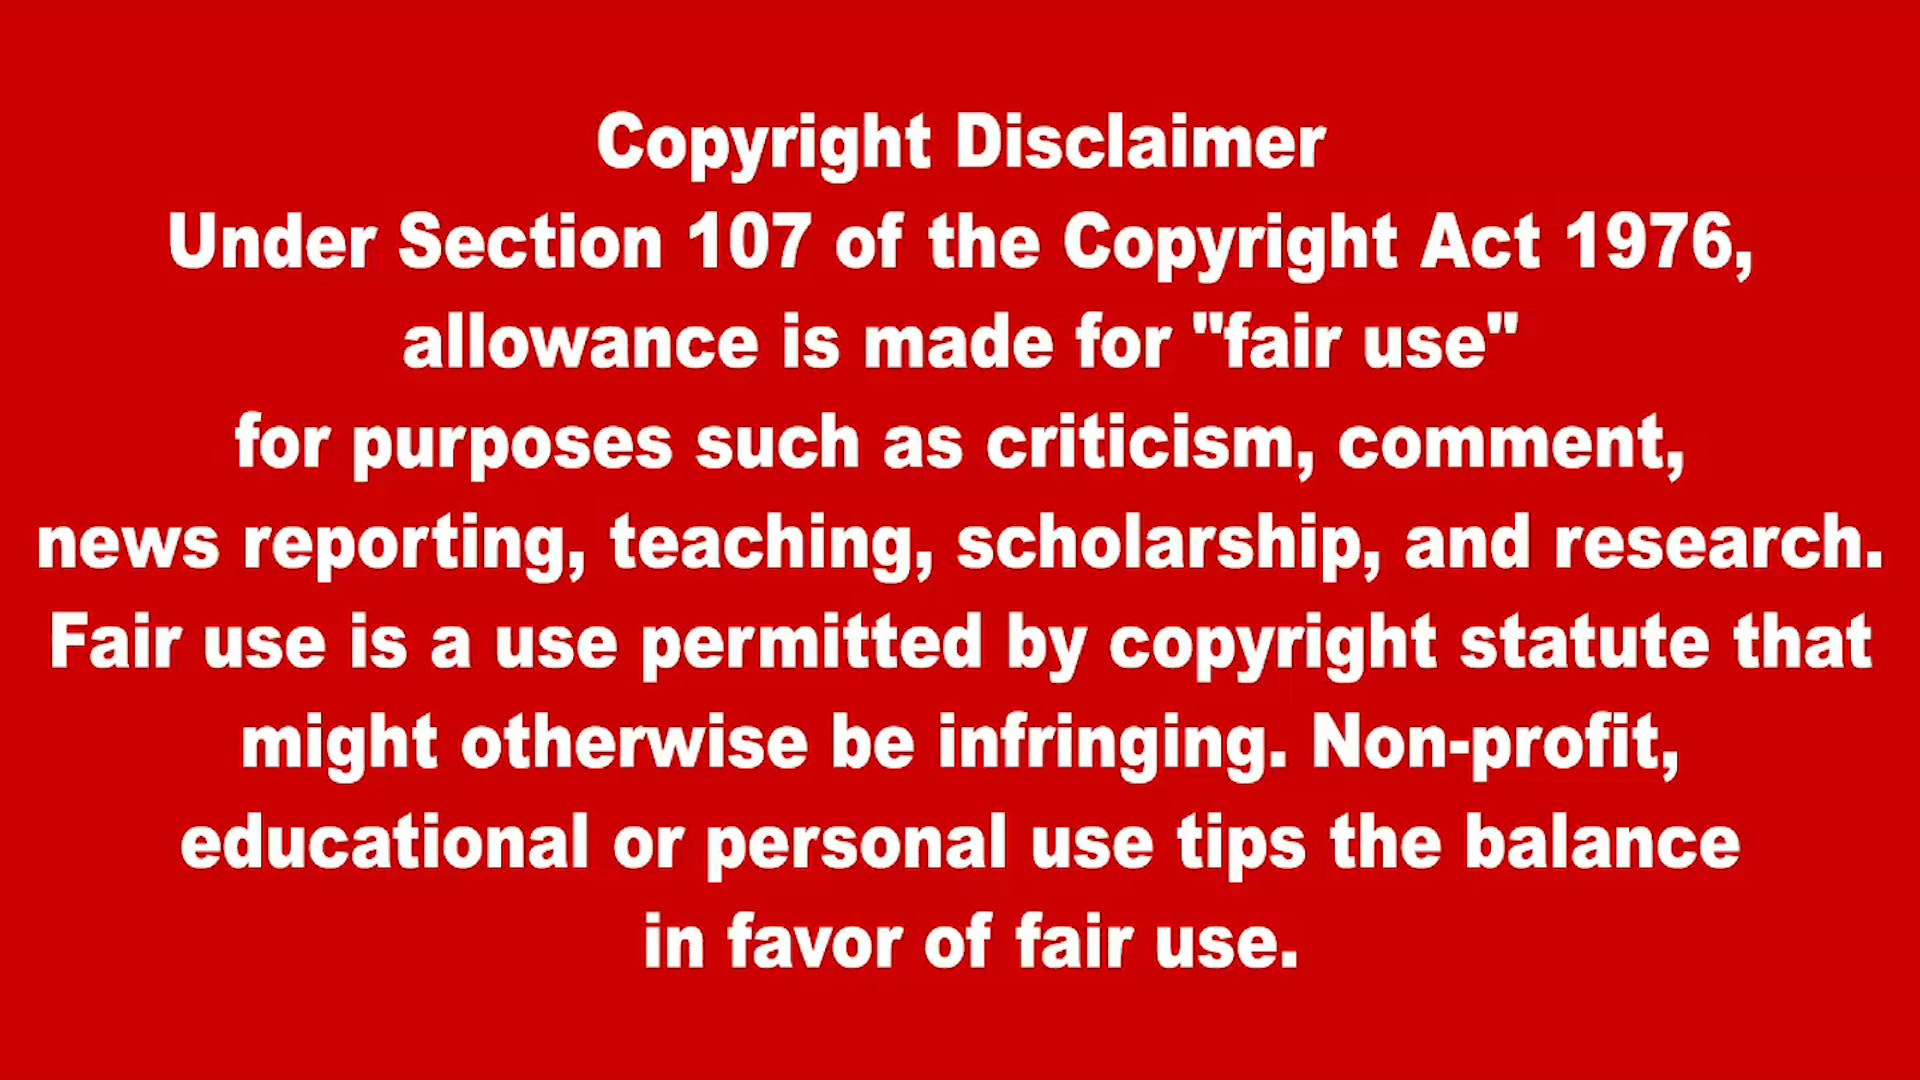 Copyright Disclaimer
Under Section 107 of the Copyright Act 1976,
allowance is made for "fair use"
for purposes such as criticism, comment,
news reporting, teaching, scholarship, and research.
Fair use is a use permitted by copyright statute that
might otherwise be infringing. Non-profit,
educational or personal use tips the balance
in favor of fair use.